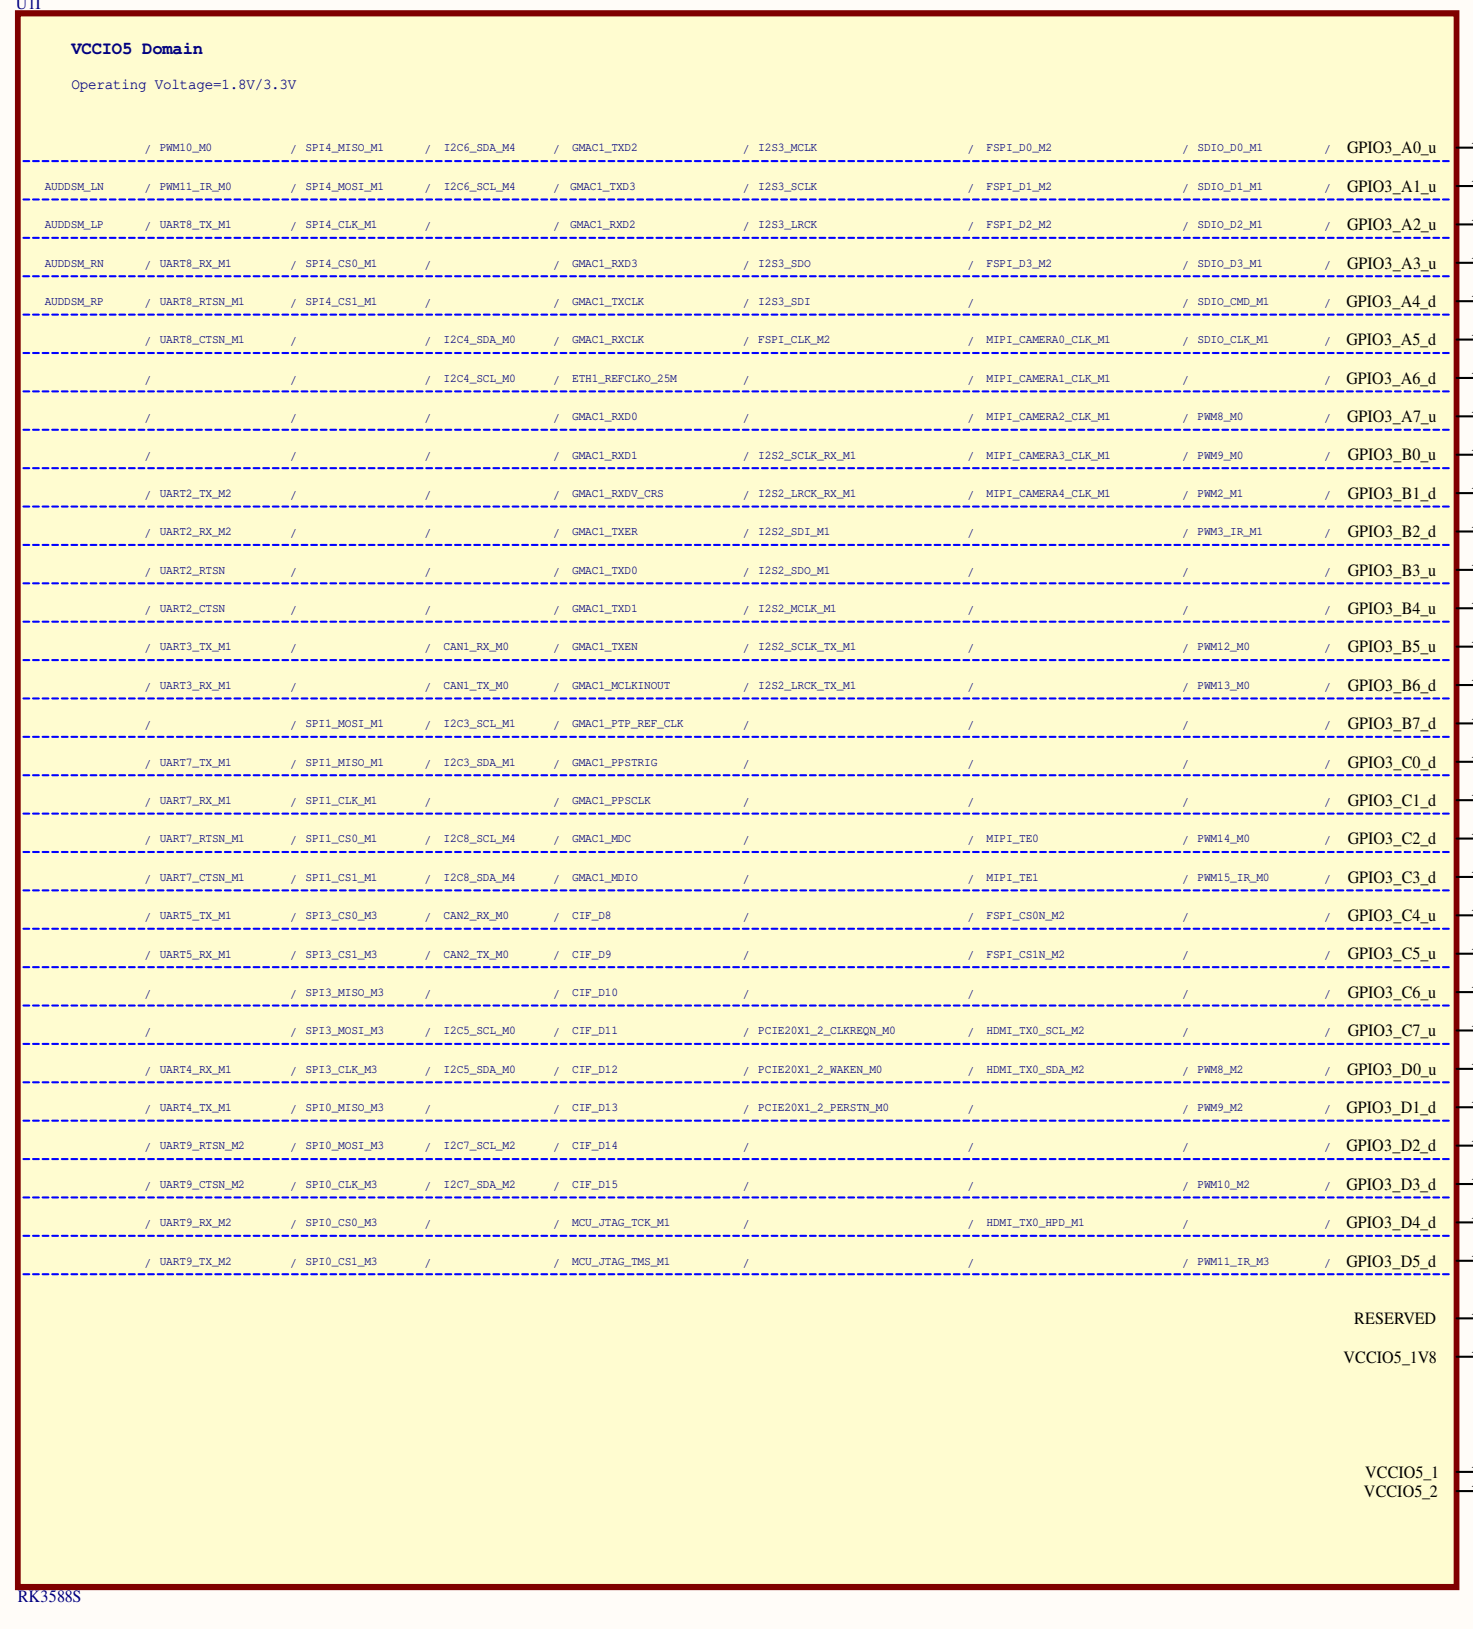 U1I
VCCIO5 Domain
Operating Voltage=1.8V/3.3V
/ PWM10_M0 / SPI4_MISO_M1 / I2C6_SDA_M4 / GMAC1_TXD2 / I2S3_MCLK / FSPI_D0_M2 / SDIO_D0_M1 / GPIO3_A0_u
AUDDSM_LN / PWM11_IR_M0 / SPI4_MOSI_M1 / I2C6_SCL_M4 / GMAC1_TXD3 / I2S3_SCLK / FSPI_D1_M2 / SDIO_D1_M1 / GPIO3_A1_u
AUDDSM_LP / UART8_TX_M1 / SPI4_CLK_M1 / / GMAC1_RXD2 / I2S3_LRCK / FSPI_D2_M2 / SDIO_D2_M1 / GPIO3_A2_u
AUDDSM_RN / UART8_RX_M1 / SPI4_CS0_M1 / / GMAC1_RXD3 / I2S3_SDO / FSPI_D3_M2 / SDIO_D3_M1 / GPIO3_A3_u
AUDDSM_RP / UART8_RTSN_M1 / SPI4_CS1_M1 / / GMAC1_TXCLK / I2S3_SDI / / SDIO_CMD_M1 / GPIO3_A4_d
/ UART8_CTSN_M1 / / I2C4_SDA_M0 / GMAC1_RXCLK / FSPI_CLK_M2 / MIPI_CAMERA0_CLK_M1 / SDIO_CLK_M1 / GPIO3_A5_d
/ / / I2C4_SCL_M0 / ETH1_REFCLKO_25M / / MIPI_CAMERA1_CLK_M1 / / GPIO3_A6_d
/ / / / GMAC1_RXD0 / / MIPI_CAMERA2_CLK_M1 / PWM8_M0 / GPIO3_A7_u
/ / / / GMAC1_RXD1 / I2S2_SCLK_RX_M1 / MIPI_CAMERA3_CLK_M1 / PWM9_M0 / GPIO3_B0_u
/ UART2_TX_M2 / / / GMAC1_RXDV_CRS / I2S2_LRCK_RX_M1 / MIPI_CAMERA4_CLK_M1 / PWM2_M1 / GPIO3_B1_d
/ UART2_RX_M2 / / / GMAC1_TXER / I2S2_SDI_M1 / / PWM3_IR_M1 / GPIO3_B2_d
/ UART2_RTSN / / / GMAC1_TXD0 / I2S2_SDO_M1 / / / GPIO3_B3_u
/ UART2_CTSN / / / GMAC1_TXD1 / I2S2_MCLK_M1 / / / GPIO3_B4_u
/ UART3_TX_M1 / / CAN1_RX_M0 / GMAC1_TXEN / I2S2_SCLK_TX_M1 / / PWM12_M0 / GPIO3_B5_u
/ UART3_RX_M1 / / CAN1_TX_M0 / GMAC1_MCLKINOUT / I2S2_LRCK_TX_M1 / / PWM13_M0 / GPIO3_B6_d
/ / SPI1_MOSI_M1 / I2C3_SCL_M1 / GMAC1_PTP_REF_CLK / / / / GPIO3_B7_d
/ UART7_TX_M1 / SPI1_MISO_M1 / I2C3_SDA_M1 / GMAC1_PPSTRIG / / / / GPIO3_C0_d
/ UART7_RX_M1 / SPI1_CLK_M1 / / GMAC1_PPSCLK / / / / GPIO3_C1_d
/ UART7_RTSN_M1 / SPI1_CS0_M1 / I2C8_SCL_M4 / GMAC1_MDC / / MIPI_TE0 / PWM14_M0 / GPIO3_C2_d
/ UART7_CTSN_M1 / SPI1_CS1_M1 / I2C8_SDA_M4 / GMAC1_MDIO / / MIPI_TE1 / PWM15_IR_M0 / GPIO3_C3_d
/ UART5_TX_M1 / SPI3_CS0_M3 / CAN2_RX_M0 / CIF_D8 / / FSPI_CS0N_M2 / / GPIO3_C4_u
/ UART5_RX_M1 / SPI3_CS1_M3 / CAN2_TX_M0 / CIF_D9 / / FSPI_CS1N_M2 / / GPIO3_C5_u
/ / SPI3_MISO_M3 / / CIF_D10 / / / / GPIO3_C6_u
/ / SPI3_MOSI_M3 / I2C5_SCL_M0 / CIF_D11 / PCIE20X1_2_CLKREQN_M0 / HDMI_TX0_SCL_M2 / / GPIO3_C7_u
/ UART4_RX_M1 / SPI3_CLK_M3 / I2C5_SDA_M0 / CIF_D12 / PCIE20X1_2_WAKEN_M0 / HDMI_TX0_SDA_M2 / PWM8_M2 / GPIO3_D0_u
/ UART4_TX_M1 / SPI0_MISO_M3 / / CIF_D13 / PCIE20X1_2_PERSTN_M0 / / PWM9_M2 / GPIO3_D1_d
/ UART9_RTSN_M2 / SPI0_MOSI_M3 / I2C7_SCL_M2 / CIF_D14 / / / / GPIO3_D2_d
/ UART9_CTSN_M2 / SPI0_CLK_M3 / I2C7_SDA_M2 / CIF_D15 / / / PWM10_M2 / GPIO3_D3_d
/ UART9_RX_M2 / SPI0_CS0_M3 / / MCU_JTAG_TCK_M1 / / HDMI_TX0_HPD_M1 / / GPIO3_D4_d
/ UART9_TX_M2 / SPI0_CS1_M3 / / MCU_JTAG_TMS_M1 / / / PWM11_IR_M3 / GPIO3_D5_d
RESERVED
VCCIO5_1V8
VCCIO5_1
VCCIO5_2
RK3588S